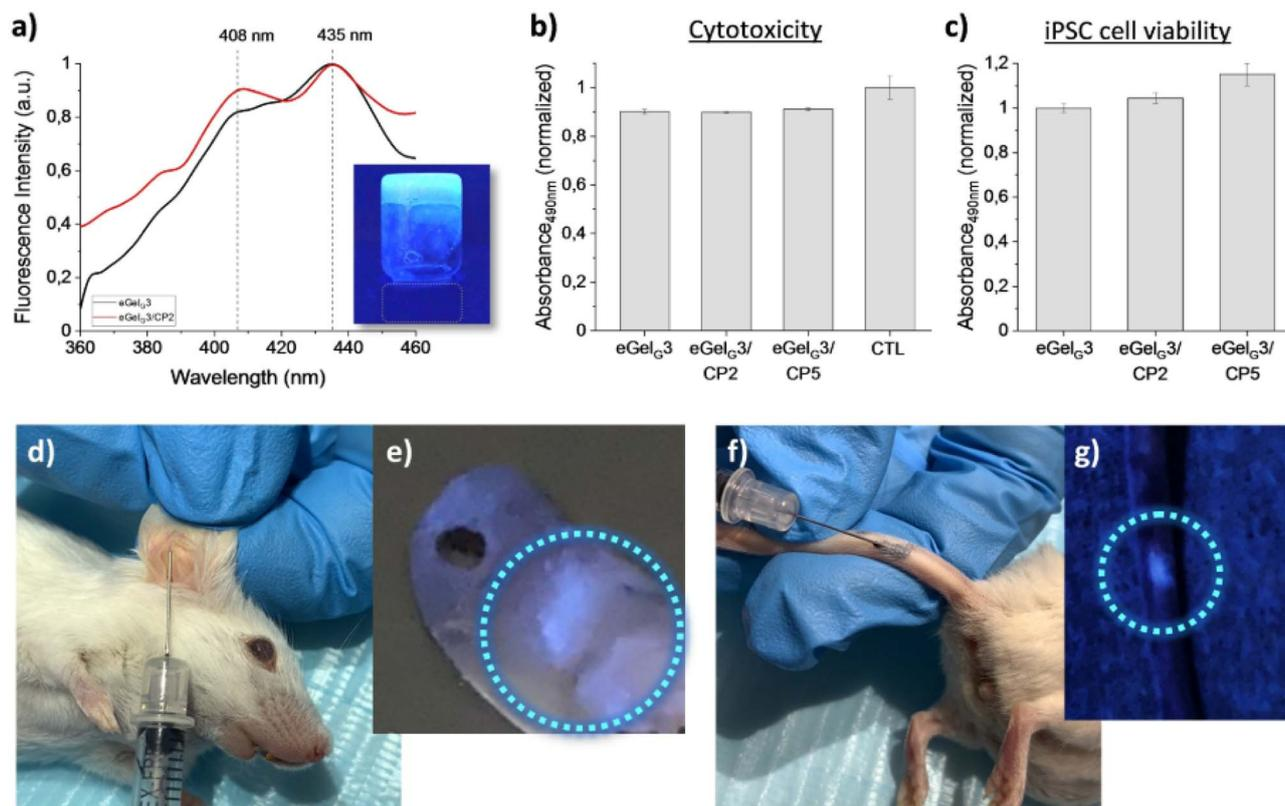 a)
408 nm 435 nm
Fluorescence Intensity (a.u.)
1
0,8
0,6
0,4
0,2
0
360 380 400 420 440 460
Wavelength (nm)
eGelG3
eGelG3/CP2
b)
Cytotoxicity
Absorbance490nm (normalized)
1
0,8
0,6
0,4
0,2
0
eGelG3 eGelG3/ eGelG3/ CTL
CP2 CP5
c)
iPSC cell viability
Absorbance490nm (normalized)
1,2
1
0,8
0,6
0,4
0,2
0
eGelG3 eGelG3/ eGelG3/
CP2 CP5
d)
e)
f)
g)